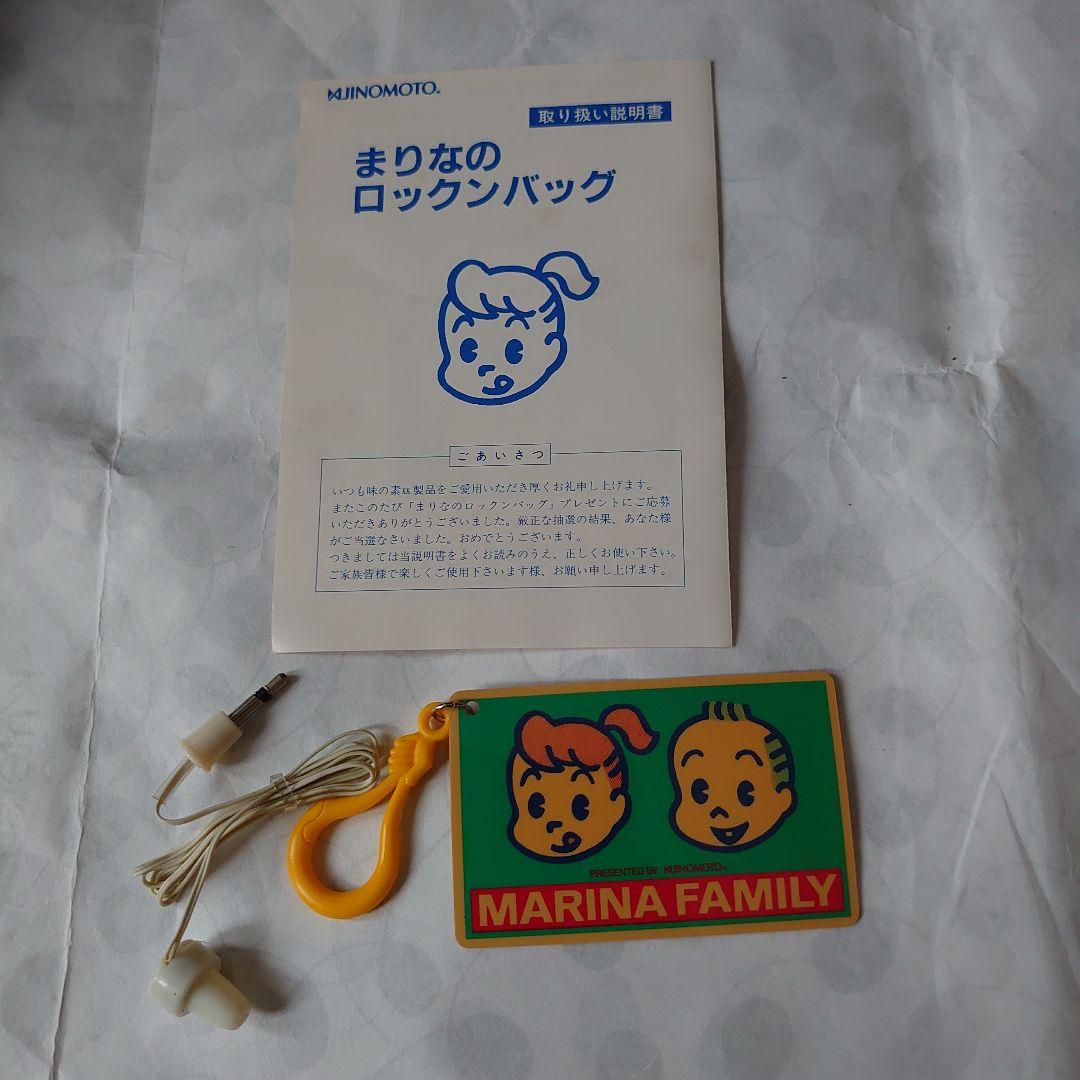 AJINOMOTO®
取り扱い説明書
まりなの
ロックンバッグ
ごあいさつ
いつも味の素㈱製品をご愛用いただき厚くお礼申し上げます。
またこのたび「まりなのロックンバッグ」プレゼントにご応募
いただきありがとうございました。厳正な抽選の結果、あなた様
がご当選なさいました。おめでとうございます。
つきましては当説明書をよくお読みのうえ、正しくお使い下さい。
ご家族皆様で楽しくご使用下さいます様、お願い申し上げます。
PRESENTED BY AJINOMOTO®
MARINA FAMILY